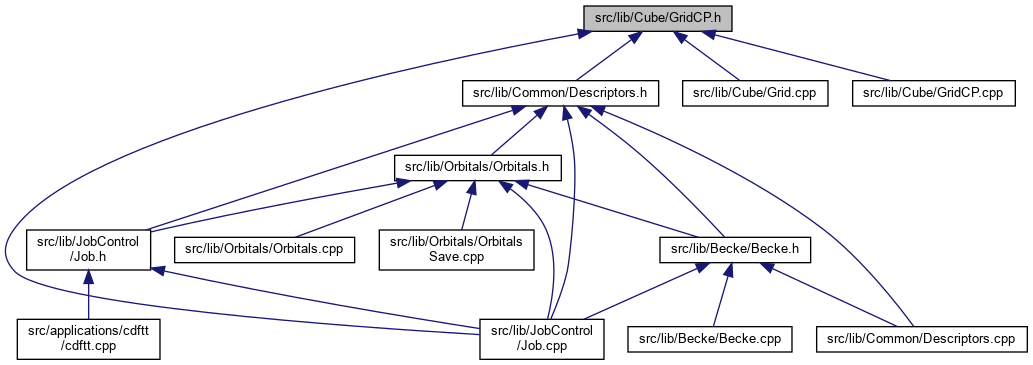 src/lib/Cube/GridCP.h
src/lib/Common/Descriptors.h
src/lib/Cube/Grid.cpp
src/lib/Cube/GridCP.cpp
src/lib/Orbitals/Orbitals.h
src/lib/JobControl
/Job.h
src/lib/Orbitals/Orbitals.cpp
src/lib/Orbitals/Orbitals
Save.cpp
src/lib/Becke/Becke.h
src/applications/cdftt
/cdftt.cpp
src/lib/JobControl
/Job.cpp
src/lib/Becke/Becke.cpp
src/lib/Common/Descriptors.cpp